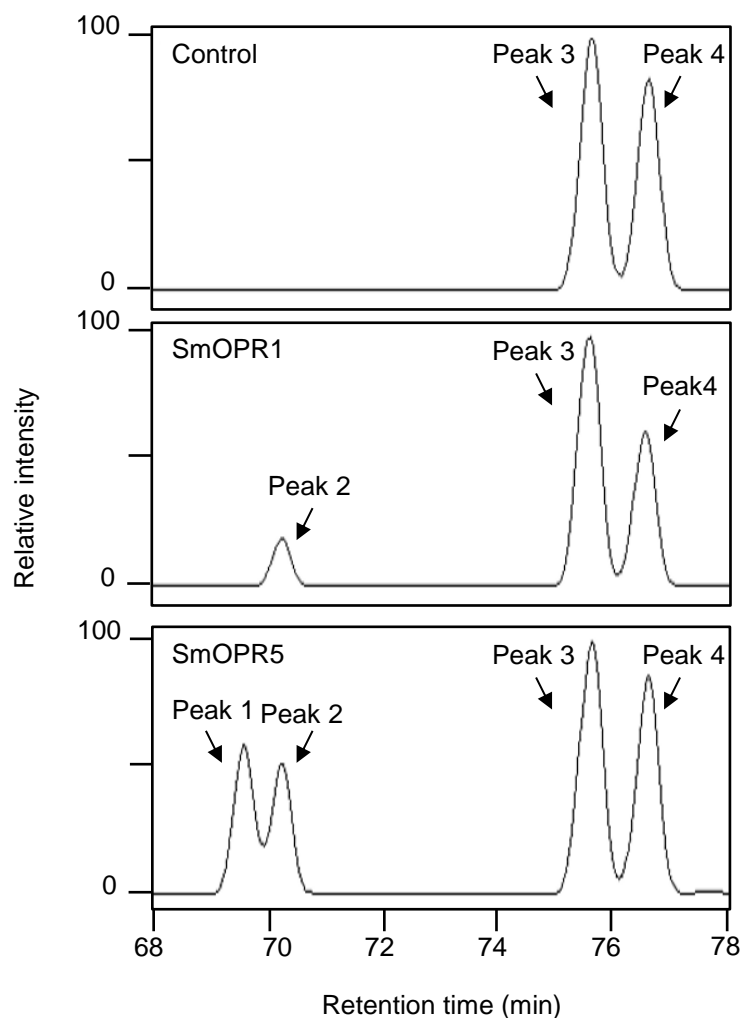 100
Control
Peak 3
Peak 4
0
100
SmOPR1
Peak 3
Peak4
Peak 2
0
100
SmOPR5
Peak 3
Peak 4
Peak 1
Peak 2
0
Relative intensity
68
70
72
74
76
78
Retention time (min)